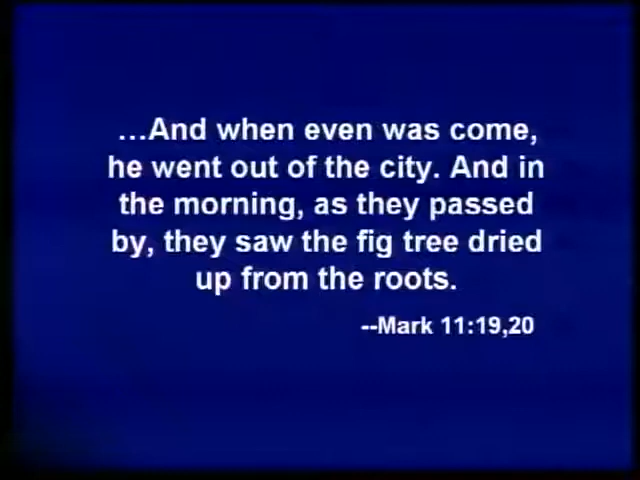 ...And when even was come,
he went out of the city. And in
the morning, as they passed
by, they saw the fig tree dried
up from the roots.
--Mark 11:19,20